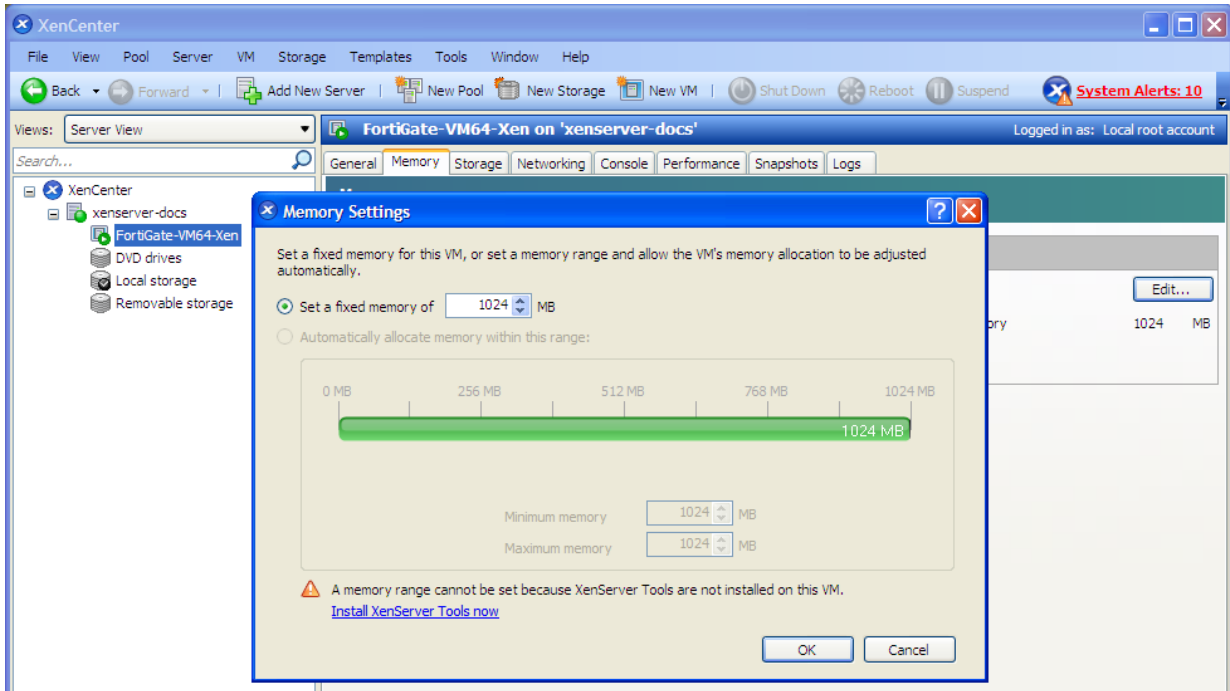 XenCenter
File View Pool Server VM Storage Templates Tools Window Help
Back Forward Add New Server New Pool New Storage New VM Shut Down Reboot Suspend System Alerts: 10
Views: Server View
FortiGate-VM64-Xen on 'xenserver-docs' Logged in as: Local root account
Search...
General Memory Storage Networking Console Performance Snapshots Logs
XenCenter
xenserver-docs
FortiGate-VM64-Xen
DVD drives
Local storage
Removable storage
Memory Settings
Set a fixed memory for this VM, or set a memory range and allow the VM's memory allocation to be adjusted
automatically.
Set a fixed memory of 1024 MB
Automatically allocate memory within this range:
0 MB 256 MB 512 MB 768 MB 1024 MB
1024 MB
Minimum memory 1024 MB
Maximum memory 1024 MB
A memory range cannot be set because XenServer Tools are not installed on this VM.
Install XenServer Tools now
OK Cancel
Edit...
ory 1024 MB